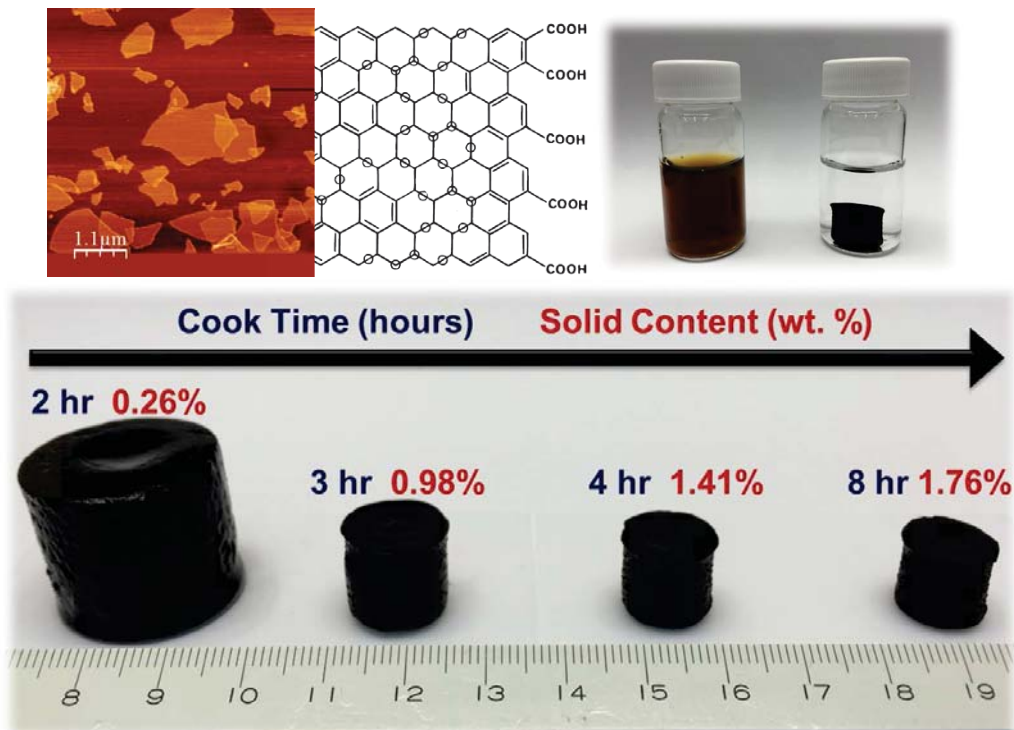 1.1µm
COOH
COOH
COOH
COOH
COOH
Cook Time (hours) Solid Content (wt. %)
2 hr 0.26%
3 hr 0.98%
4 hr 1.41%
8 hr 1.76%
8 9 10 11 12 13 14 15 16 17 18 19